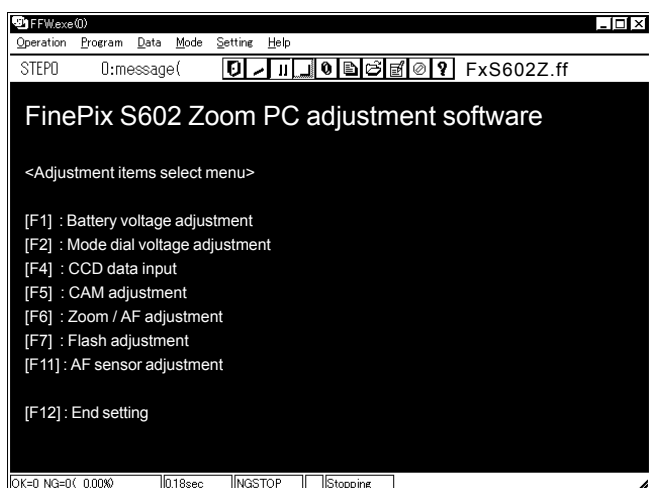 FFW.exe(0)
Operation Program Data Mode Setting Help
STEP0 0:message( FxS602Z.ff
FinePix S602 Zoom PC adjustment software
<Adjustment items select menu>
[F1] : Battery voltage adjustment
[F2] : Mode dial voltage adjustment
[F4] : CCD data input
[F5] : CAM adjustment
[F6] : Zoom / AF adjustment
[F7] : Flash adjustment
[F11] : AF sensor adjustment
[F12] : End setting
OK=0 NG=0( 0.00%) 0.18sec NGSTOP Stopping